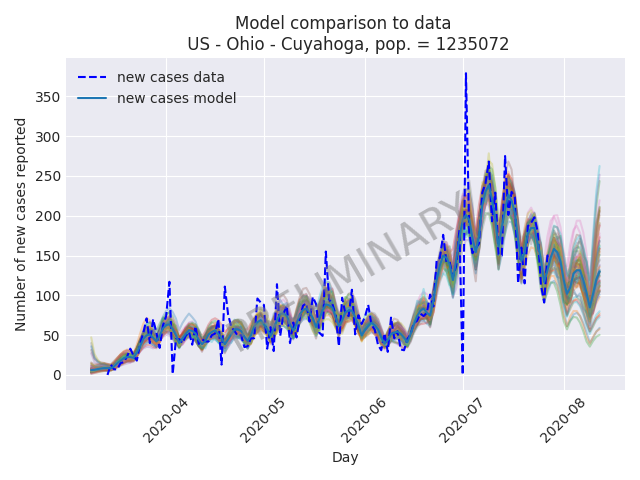 Model comparison to data
US - Ohio - Cuyahoga, pop. = 1235072
new cases data
new cases model
PRELIMINARY
Number of new cases reported
350
300
250
200
150
100
50
0
2020-04
2020-05
2020-06
2020-07
2020-08
Day